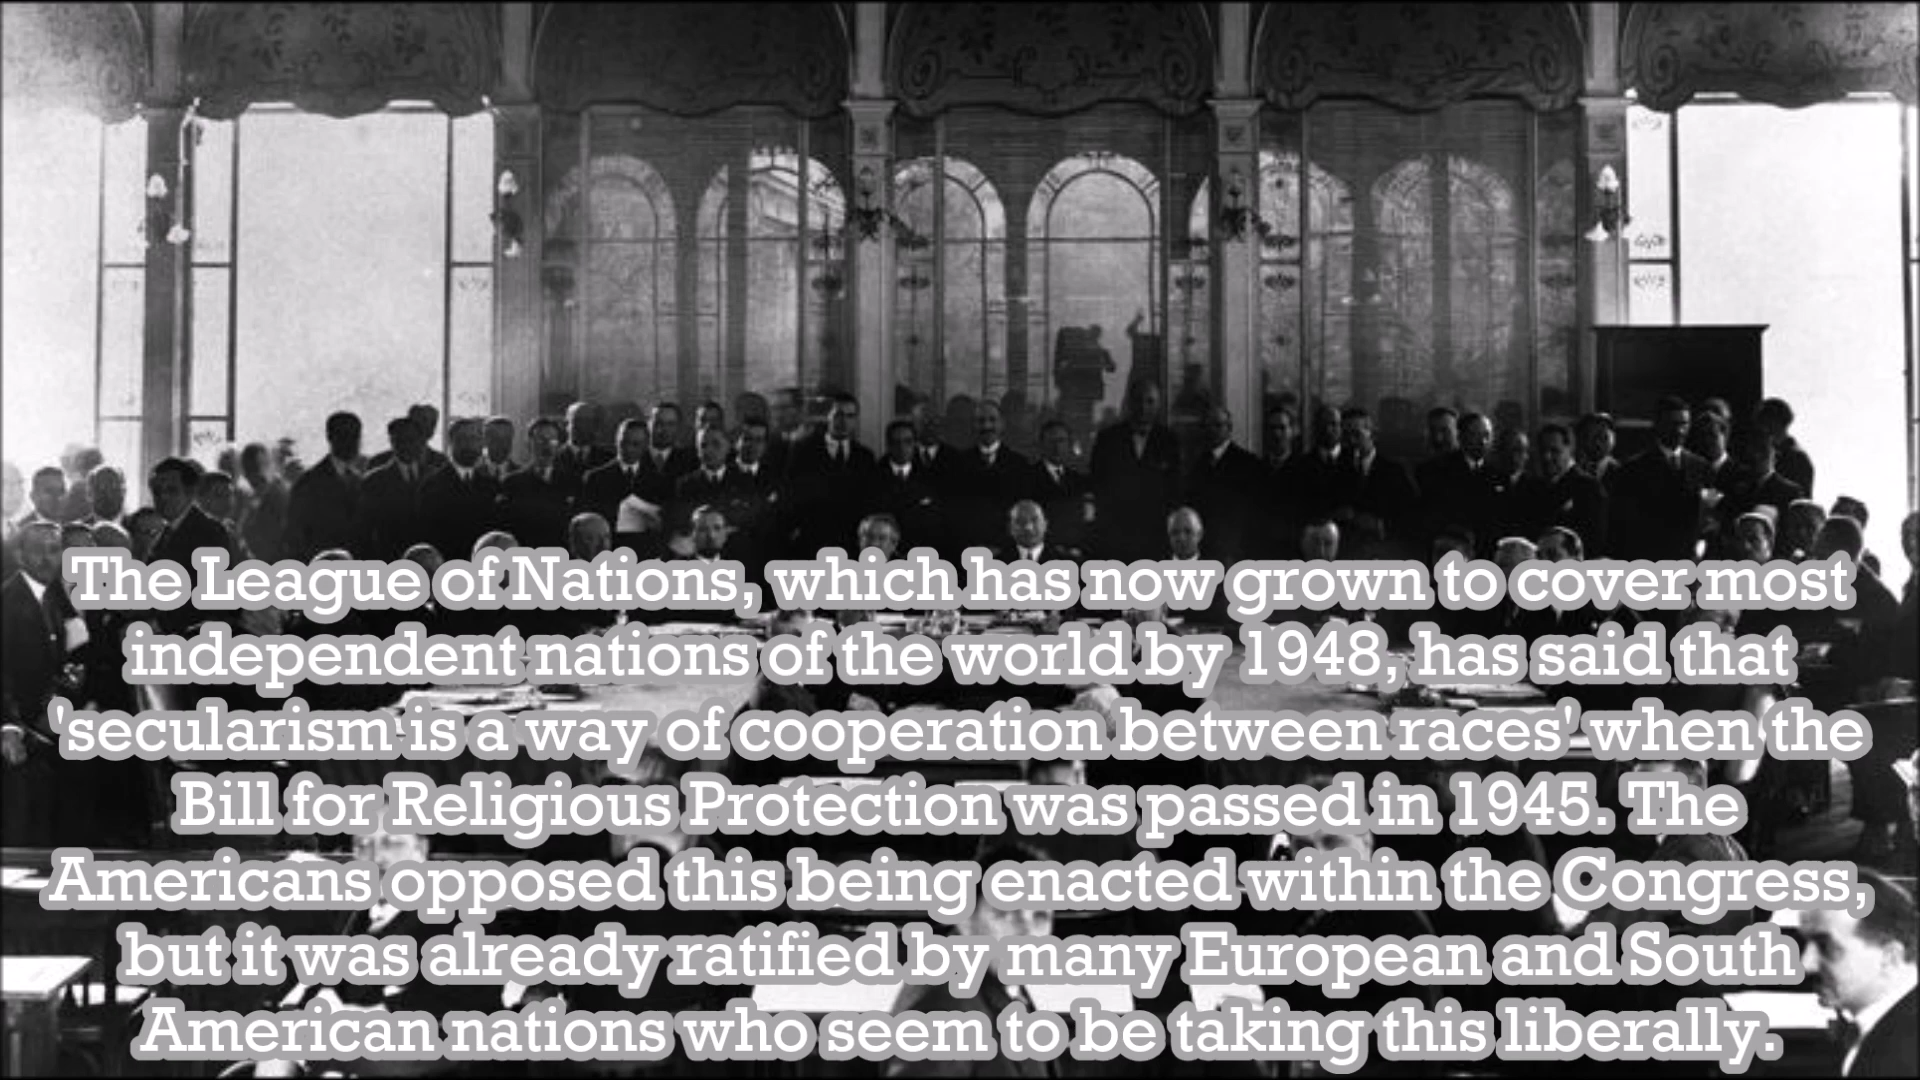 The League of Nations, which has now grown to cover most
independent nations of the world by 1948, has said that
'secularism is a way of cooperation between races' when the
Bill for Religious Protection was passed in 1945. The
Americans opposed this being enacted within the Congress,
but it was already ratified by many European and South
American nations who seem to be taking this liberally.